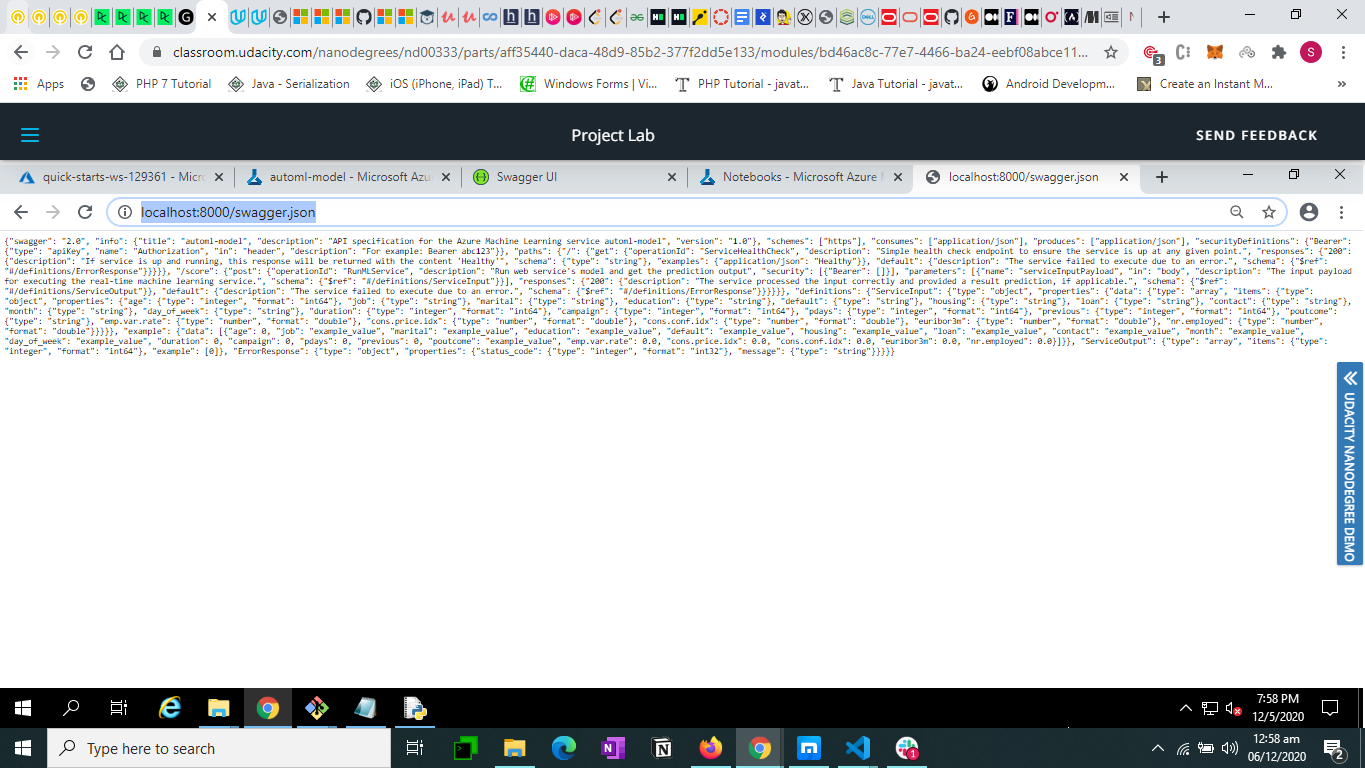 classroom.udacity.com/nanodegrees/nd00333/parts/aff35440-daca-48d9-85b2-377f2dd5e133/modules/bd46ac8c-77e7-4466-ba24-eebf08abce11...
3
S
Apps
PHP 7 Tutorial
Java - Serialization
iOS (iPhone, iPad) T...
Windows Forms | Vi...
PHP Tutorial - javat...
Java Tutorial - javat...
Android Developm...
Create an Instant M...
»
Project Lab
SEND FEEDBACK
quick-starts-ws-129361 - Micro
automl-model - Microsoft Azur
Swagger UI
Notebooks - Microsoft Azure M
localhost:8000/swagger.json
localhost:8000/swagger.json
{"swagger": "2.0", "info": {"title": "automl-model", "description": "API specification for the Azure Machine Learning service automl-model", "version": "1.0"}, "schemes": ["https"], "consumes": ["application/json"], "produces": ["application/json"], "securityDefinitions": {"Bearer":
{"type": "apiKey", "name": "Authorization", "in": "header", "description": "For example: Bearer abc123"}}, "paths": {"/": {"get": {"operationId": "ServiceHealthCheck", "description": "Simple health check endpoint to ensure the service is up at any given point.", "responses": {"200":
{"description": "If service is up and running, this response will be returned with the content 'Healthy'", "schema": {"type": "string"}, "examples": {"application/json": "Healthy"}}, "default": {"description": "The service failed to execute due to an error.", "schema": {"$ref":
"#/definitions/ErrorResponse"}}}}}, "/score": {"post": {"operationId": "RunMLService", "description": "Run web service's model and get the prediction output", "security": [{"Bearer": []}], "parameters": [{"name": "serviceInputPayload", "in": "body", "description": "The input payload
for executing the real-time machine learning service.", "schema": {"$ref": "#/definitions/ServiceInput"}}], "responses": {"200": {"description": "The service processed the input correctly and provided a result prediction, if applicable.", "schema": {"$ref":
"#/definitions/ServiceOutput"}}, "default": {"description": "The service failed to execute due to an error.", "schema": {"$ref": "#/definitions/ErrorResponse"}}}}}}, "definitions": {"ServiceInput": {"type": "object", "properties": {"data": {"type": "array", "items": {"type":
"object", "properties": {"age": {"type": "integer", "format": "int64"}, "job": {"type": "string"}, "marital": {"type": "string"}, "education": {"type": "string"}, "default": {"type": "string"}, "housing": {"type": "string"}, "loan": {"type": "string"}, "contact": {"type": "string"},
"month": {"type": "string"}, "day_of_week": {"type": "string"}, "duration": {"type": "integer", "format": "int64"}, "campaign": {"type": "integer", "format": "int64"}, "pdays": {"type": "integer", "format": "int64"}, "previous": {"type": "integer", "format": "int64"}, "poutcome":
{"type": "string"}, "emp.var.rate": {"type": "number", "format": "double"}, "cons.price.idx": {"type": "number", "format": "double"}, "cons.conf.idx": {"type": "number", "format": "double"}, "euribor3m": {"type": "number", "format": "double"}, "nr.employed": {"type": "number",
"format": "double"}}}}}, "example": {"data": [{"age": 0, "job": "example_value", "marital": "example_value", "education": "example_value", "default": "example_value", "housing": "example_value", "loan": "example_value", "contact": "example_value", "month": "example_value",
"day_of_week": "example_value", "duration": 0, "campaign": 0, "pdays": 0, "previous": 0, "poutcome": "example_value", "emp.var.rate": 0.0, "cons.price.idx": 0.0, "cons.conf.idx": 0.0, "euribor3m": 0.0, "nr.employed": 0.0}]}}, "ServiceOutput": {"type": "array", "items": {"type":
"integer", "format": "int64"}, "example": [0]}, "ErrorResponse": {"type": "object", "properties": {"status_code": {"type": "integer", "format": "int32"}, "message": {"type": "string"}}}}}
UDACITY NANODEGREE DEMO
7:58 PM
12/5/2020
Type here to search
1
12:58 am
06/12/2020
2